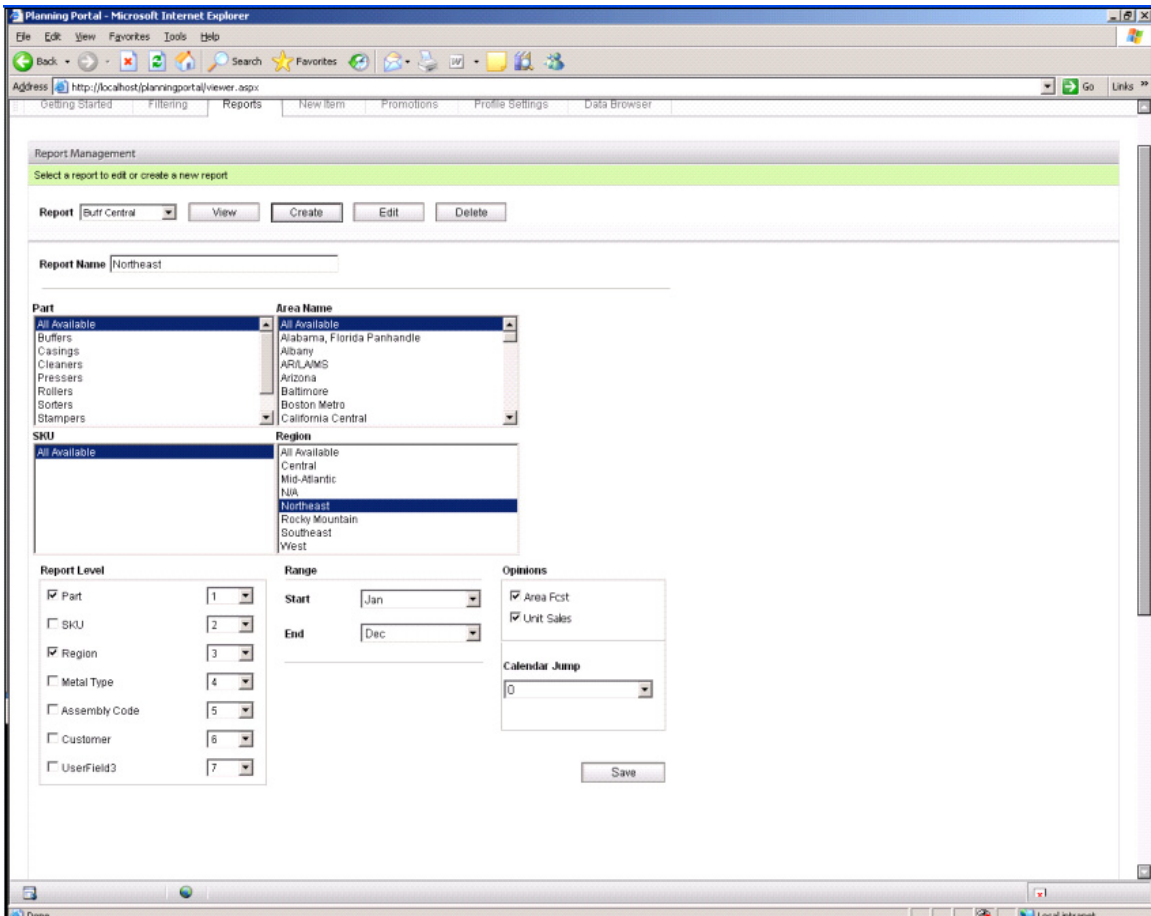 Planning Portal - Microsoft Internet Explorer
File Edit View Favorites Tools Help
Back Search Favorites
Address http://localhost/planningportal/viewer.aspx Go Links »
Getting Started Filtering Reports New Item Promotions Profile Settings Data Browser
Report Management
Select a report to edit or create a new report
Report Buff Central View Create Edit Delete
Report Name Northeast
Part Area Name
All Available All Available
Buffers Alabama, Florida Panhandle
Casings Albany
Cleaners AR/LA/MS
Pressers Arizona
Rollers Baltimore
Sorters Boston Metro
Stampers California Central
SKU Region
All Available All Available
Central
Mid-Atlantic
N/A
Northeast
Rocky Mountain
Southeast
West
Report Level Range Opinions
Part 1 Start Jan Area Fcst
SKU 2 End Dec Unit Sales
Region 3
Metal Type 4 Calendar Jump
Assembly Code 5 0
Customer 6
UserField3 7 Save
Done Local intranet